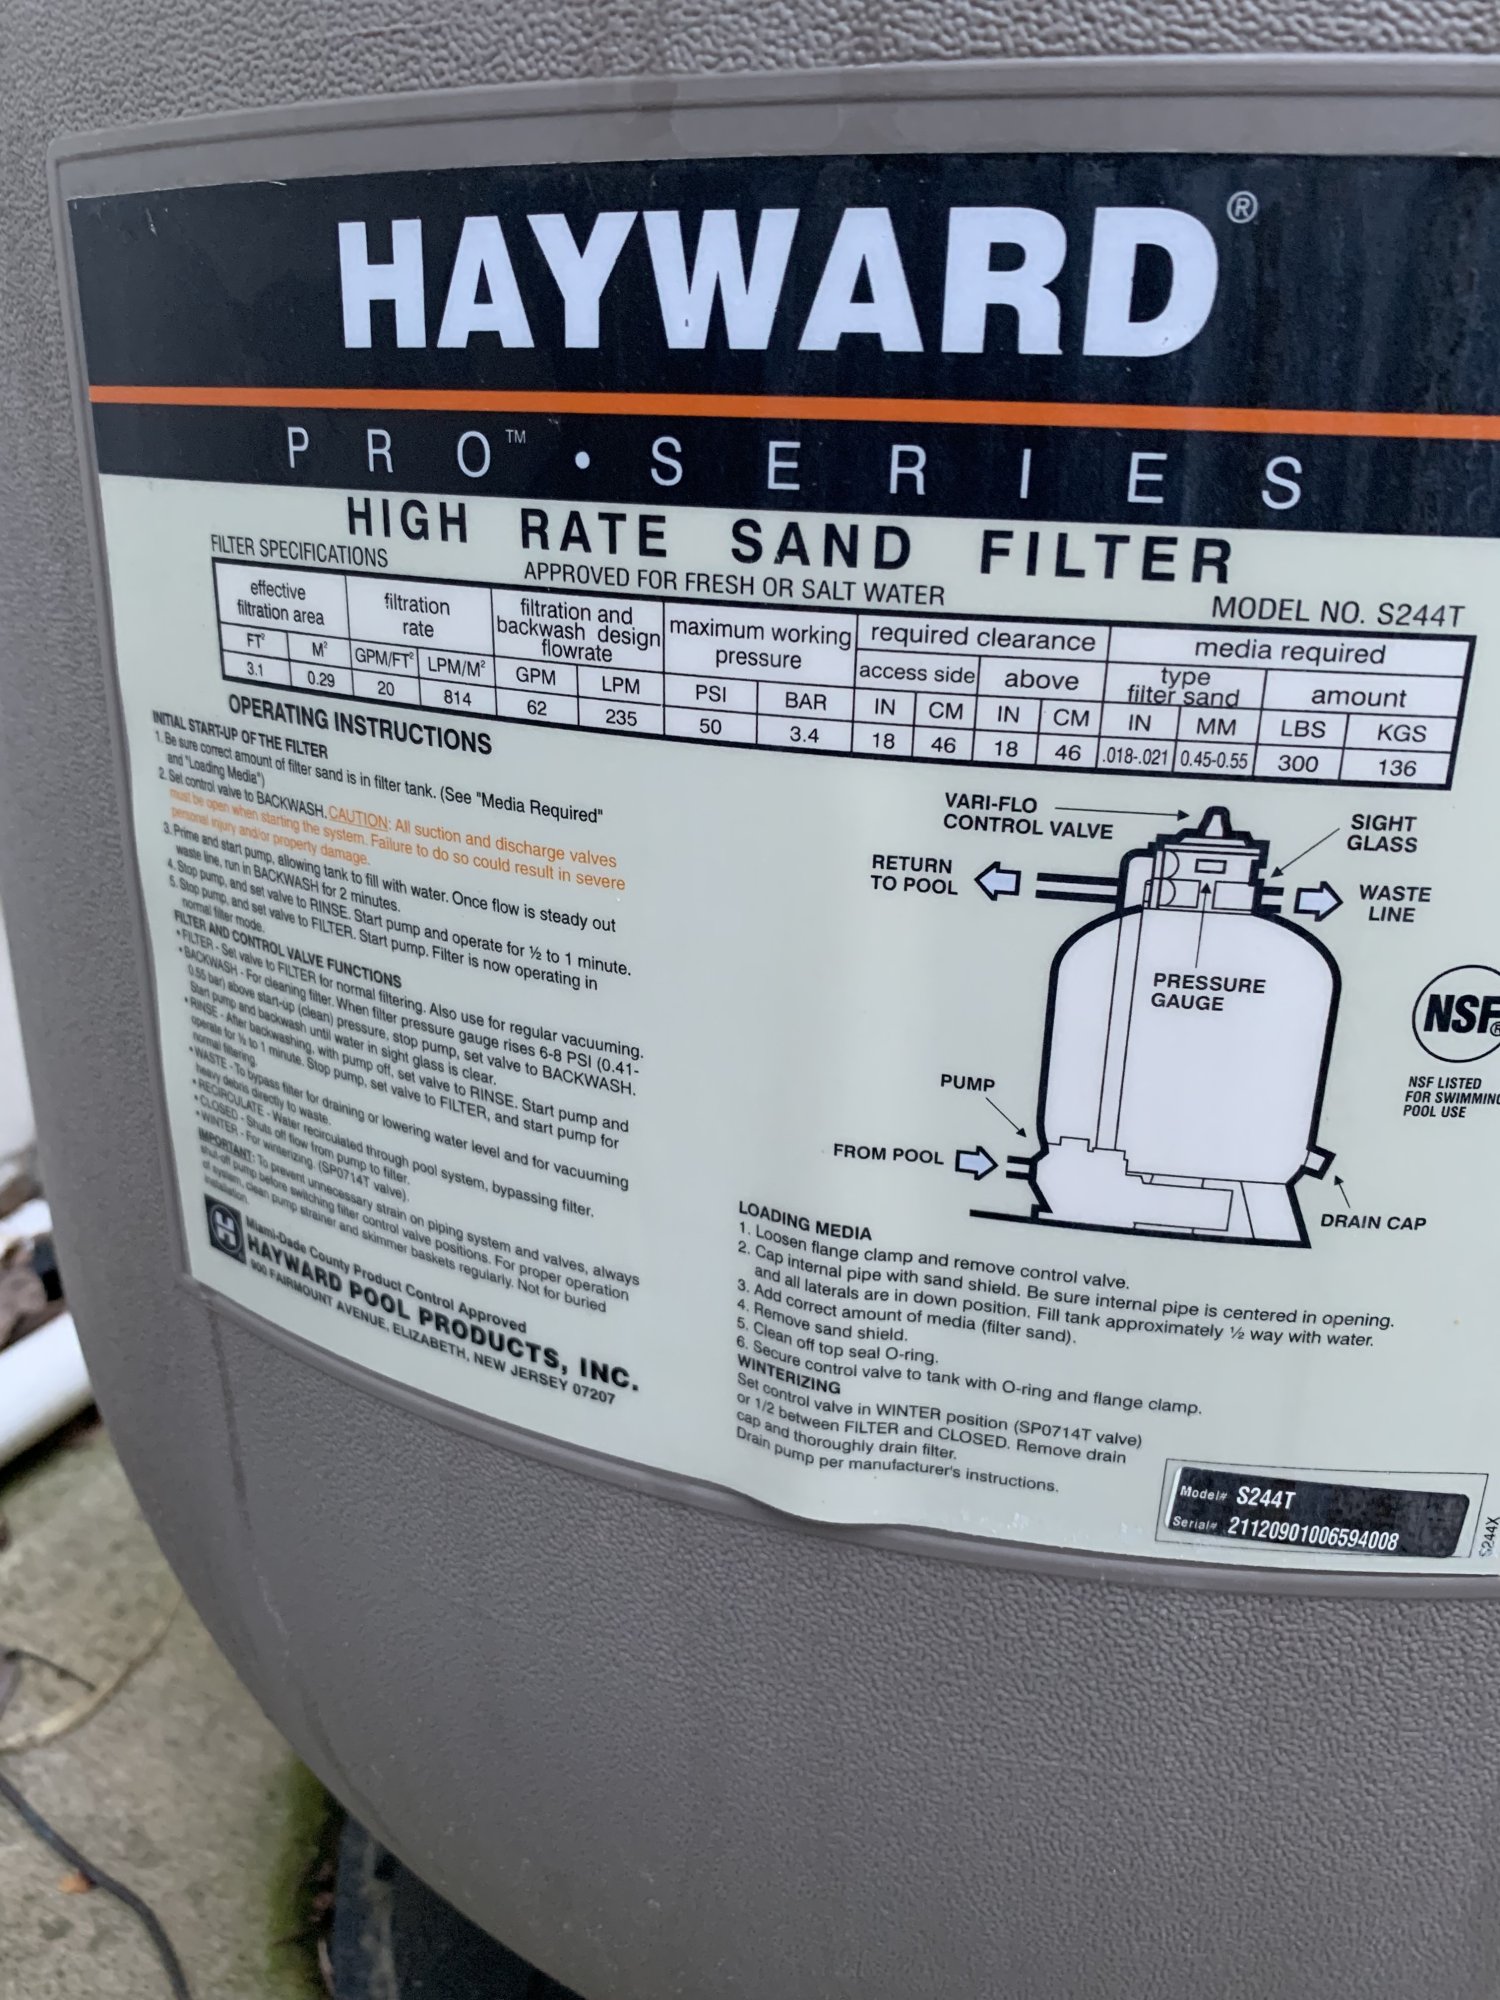 HAYWARD®
PRO™ • SERIES
HIGH RATE SAND FILTER
FILTER SPECIFICATIONS
APPROVED FOR FRESH OR SALT WATER
MODEL NO. S244T
effective filtration area
filtration rate
filtration and backwash design flowrate
maximum working pressure
required clearance
media required
access side
above
type filter sand
amount
FT² M² GPM/FT² LPM/M² GPM LPM PSI BAR IN CM IN CM IN MM LBS KGS
3.1 0.29 20 814 62 235 50 3.4 18 46 18 46 .018-.021 0.45-0.55 300 136
OPERATING INSTRUCTIONS
INITIAL START-UP OF THE FILTER
1. Be sure correct amount of filter sand is in filter tank. (See "Media Required"
and "Loading Media")
2. Set control valve to BACKWASH. CAUTION: All suction and discharge valves
must be open when starting the system. Failure to do so could result in severe
personal injury and/or property damage.
3. Prime and start pump, allowing tank to fill with water. Once flow is steady out
waste line, run in BACKWASH for 2 minutes.
4. Stop pump, and set valve to RINSE. Start pump and operate for ½ to 1 minute.
5. Stop pump, and set valve to FILTER. Start pump. Filter is now operating in
normal filter mode.
FILTER AND CONTROL VALVE FUNCTIONS
• FILTER - Set valve to FILTER for normal filtering. Also use for regular vacuuming.
• BACKWASH - For cleaning filter. When filter pressure gauge rises 6-8 PSI (0.41-
0.55 bar) above start-up (clean) pressure, stop pump, set valve to BACKWASH.
Start pump and backwash until water in sight glass is clear.
• RINSE - After backwashing, with pump off, set valve to RINSE. Start pump and
operate for ½ to 1 minute. Stop pump, set valve to FILTER, and start pump for
normal filtering.
• WASTE - To bypass filter for draining or lowering water level and for vacuuming
heavy debris directly to waste.
• RECIRCULATE - Water recirculated through pool system, bypassing filter.
• CLOSED - Shuts off flow from pump to filter.
• WINTER - For winterizing. (SP0714T valve).
IMPORTANT: To prevent unnecessary strain on piping system and valves, always
shut-off pump before switching filter control valve positions. For proper operation
of system, clean pump strainer and skimmer baskets regularly. Not for buried
installation.
Miami-Dade County Product Control Approved
HAYWARD POOL PRODUCTS, INC.
900 FAIRMOUNT AVENUE, ELIZABETH, NEW JERSEY 07207
VARI-FLO
CONTROL VALVE
SIGHT
GLASS
RETURN
TO POOL
WASTE
LINE
PRESSURE
GAUGE
PUMP
FROM POOL
DRAIN CAP
NSF®
NSF LISTED
FOR SWIMMING
POOL USE
LOADING MEDIA
1. Loosen flange clamp and remove control valve.
2. Cap internal pipe with sand shield. Be sure internal pipe is centered in opening.
and all laterals are in down position. Fill tank approximately ½ way with water.
3. Add correct amount of media (filter sand).
4. Remove sand shield.
5. Clean off top seal O-ring.
6. Secure control valve to tank with O-ring and flange clamp.
WINTERIZING
Set control valve in WINTER position (SP0714T valve)
or 1/2 between FILTER and CLOSED. Remove drain
cap and thoroughly drain filter.
Drain pump per manufacturer's instructions.
Model# S244T
Serial# 21120901006594008
S244X